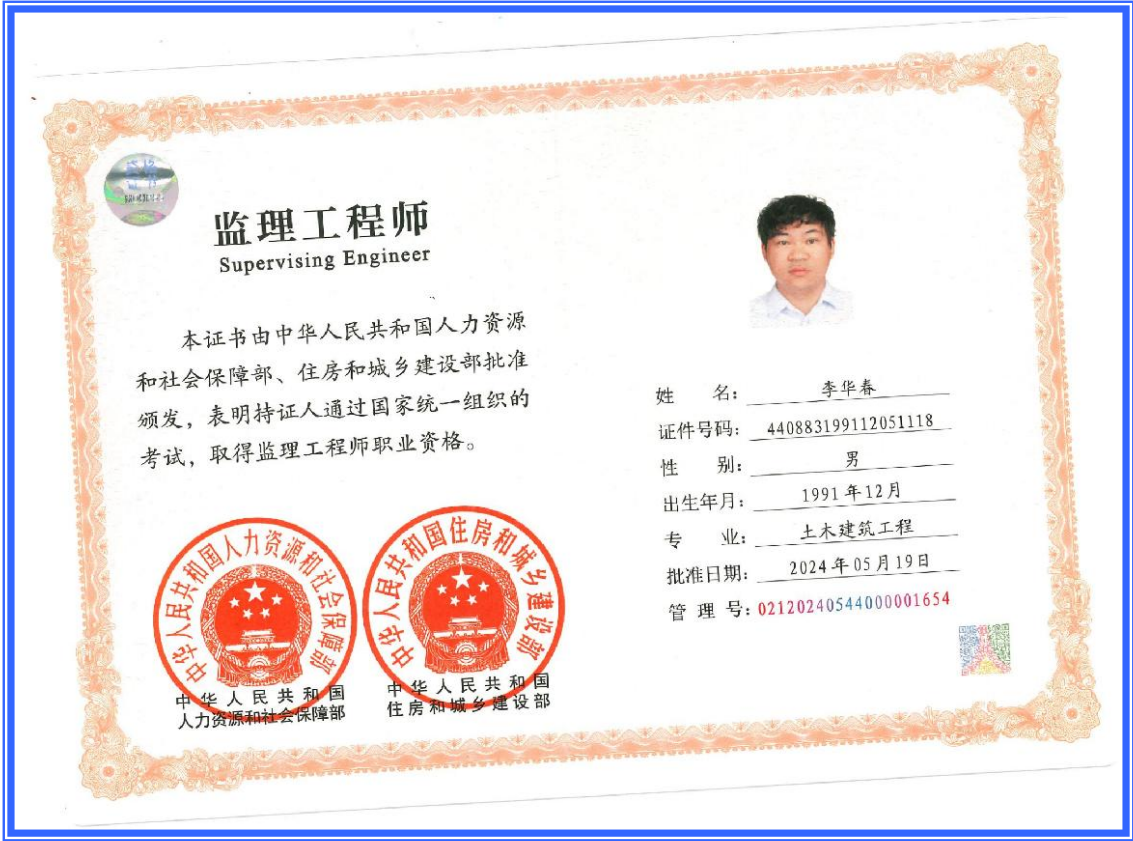 监理工程师
Supervising Engineer
本证书由中华人民共和国人力资源
和社会保障部、住房和城乡建设部批准
颁发，表明持证人通过国家统一组织的
考试，取得监理工程师职业资格。
中华人民共和国人力资源和社会保障部
中华人民共和国住房和城乡建设部
中华人民共和国
人力资源和社会保障部
中华人民共和国
住房和城乡建设部
姓 名：李华春
证件号码：440883199112051118
性 别：男
出生年月：1991年12月
专 业：土木建筑工程
批准日期：2024年05月19日
管 理 号：02120240544000001654